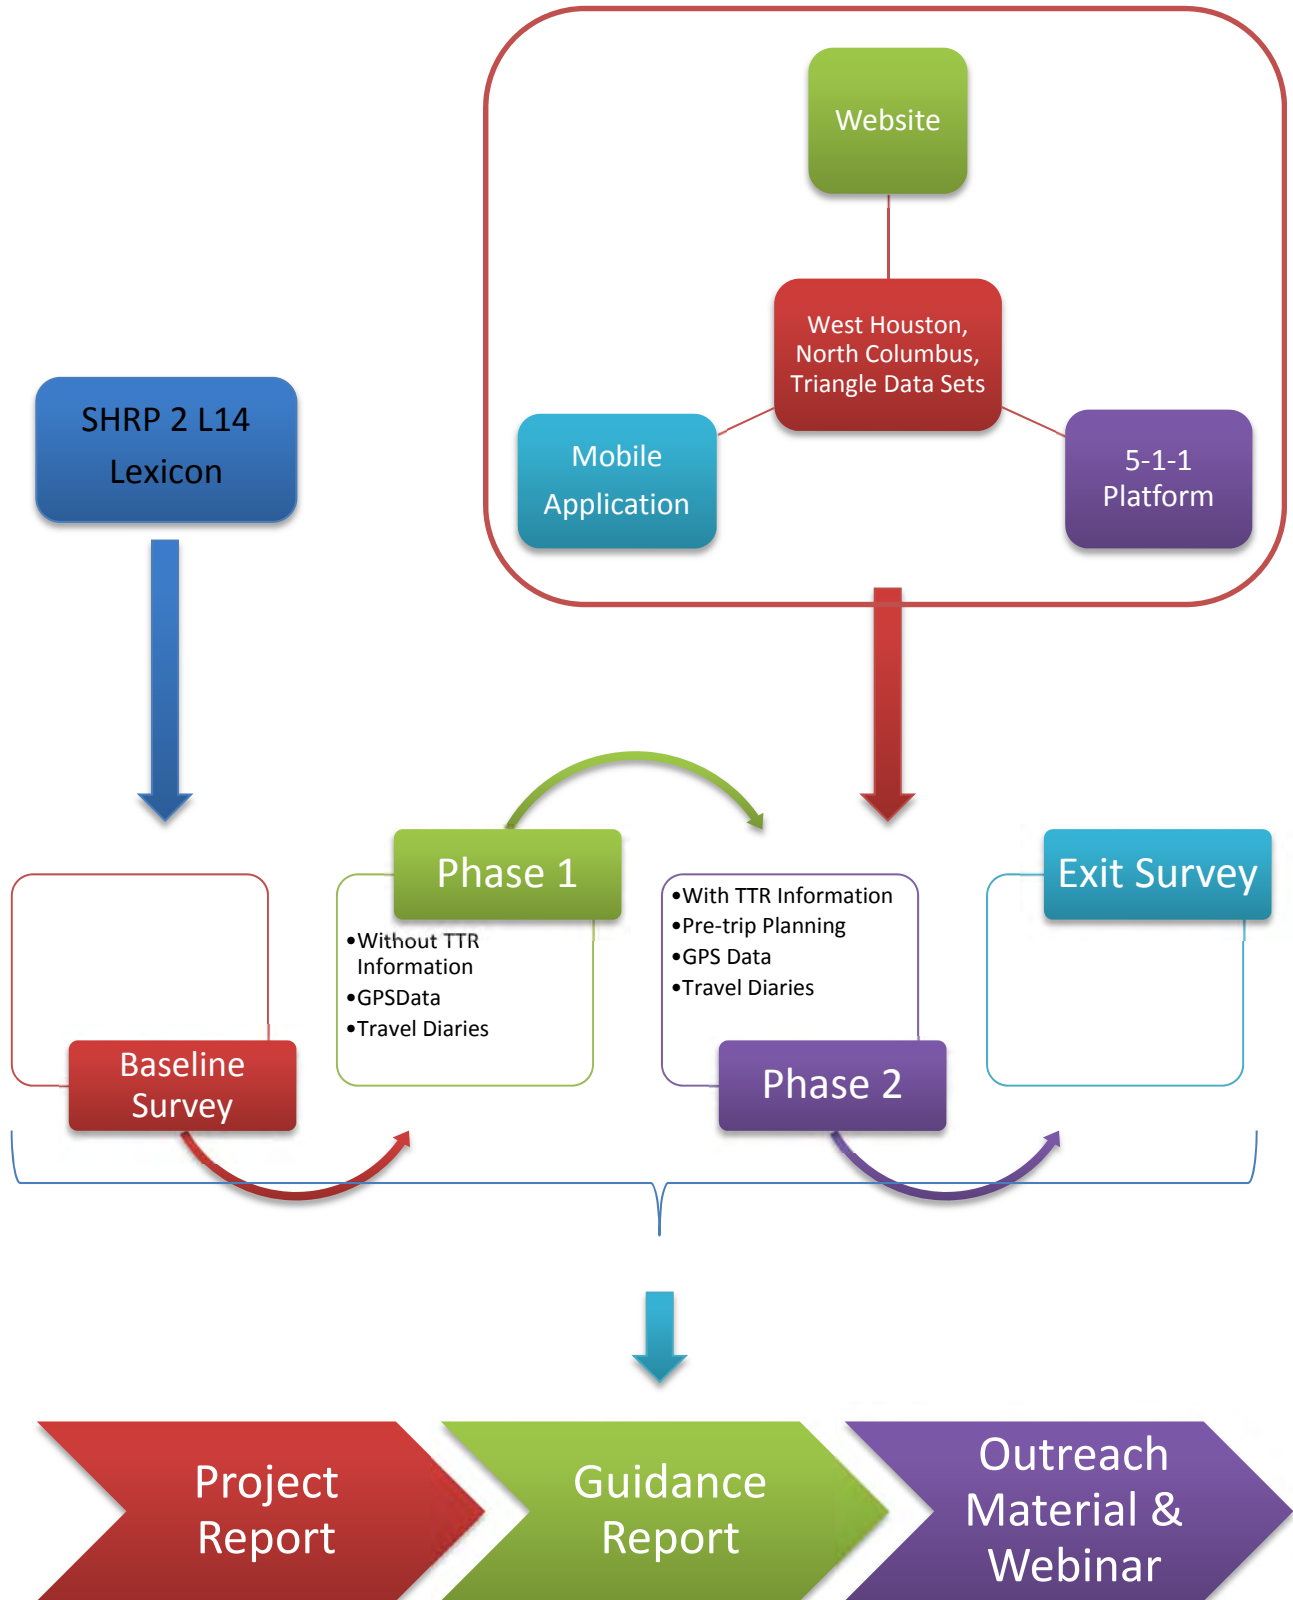 Website
West Houston,
North Columbus,
Triangle Data Sets
SHRP 2 L14
Lexicon
Mobile
Application
5-1-1
Platform
Phase 1
•Without TTR
Information
•GPSData
•Travel Diaries
•With TTR Information
•Pre-trip Planning
•GPS Data
•Travel Diaries
Exit Survey
Baseline
Survey
Phase 2
Project
Report
Guidance
Report
Outreach
Material &
Webinar